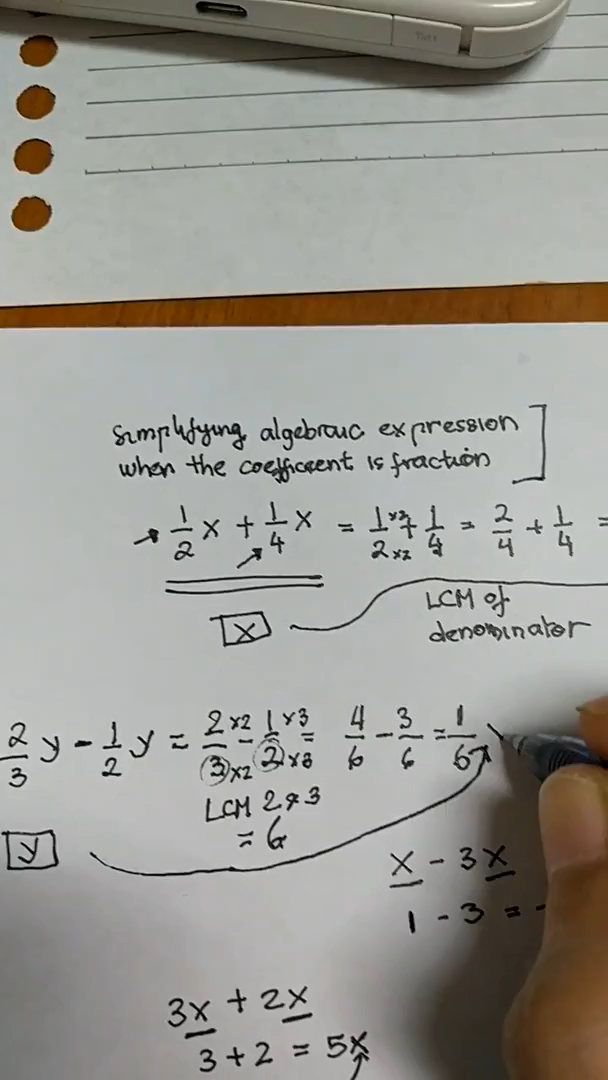 simplifying algebraic expression
when the coefficient is fraction
1/2 x + 1/4 x = 1×2/2×2 + 1/4 = 2/4 + 1/4 =
x
LCM of
denominator
2/3 y - 1/2 y = 2×2/3×2 - 1×3/2×3 = 4/6 - 3/6 = 1/6
LCM 2 & 3
= 6
y
x - 3x
1 - 3 = -
3x + 2x
3 + 2 = 5x